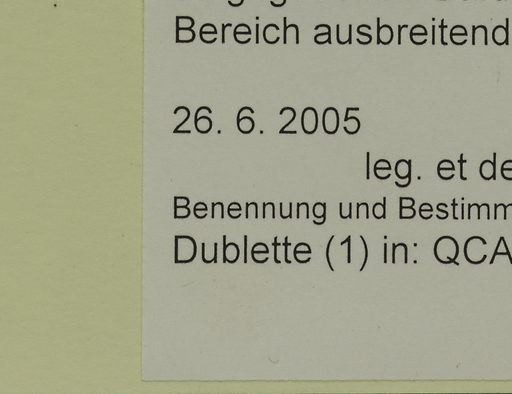 Bereich ausbreitend
26. 6. 2005
leg. et de
Benennung und Bestimm
Dublette (1) in: QCA